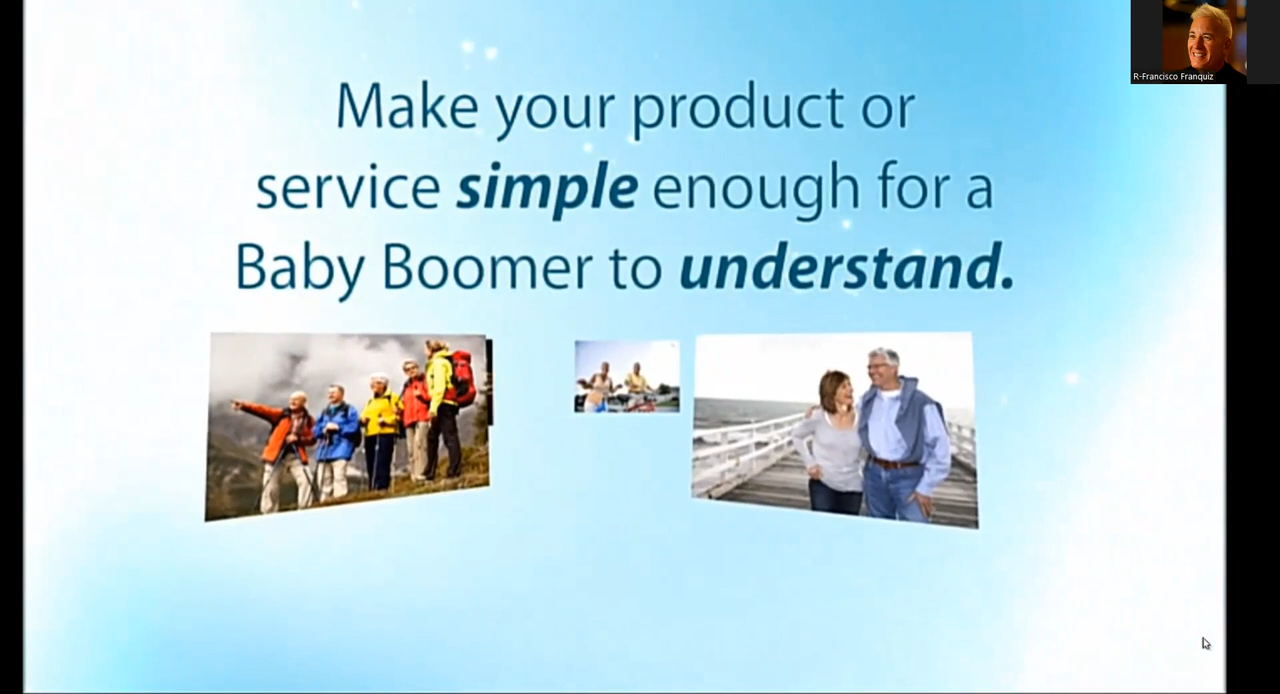 Make your product or
service simple enough for a
Baby Boomer to understand.
R-Francisco Franquiz